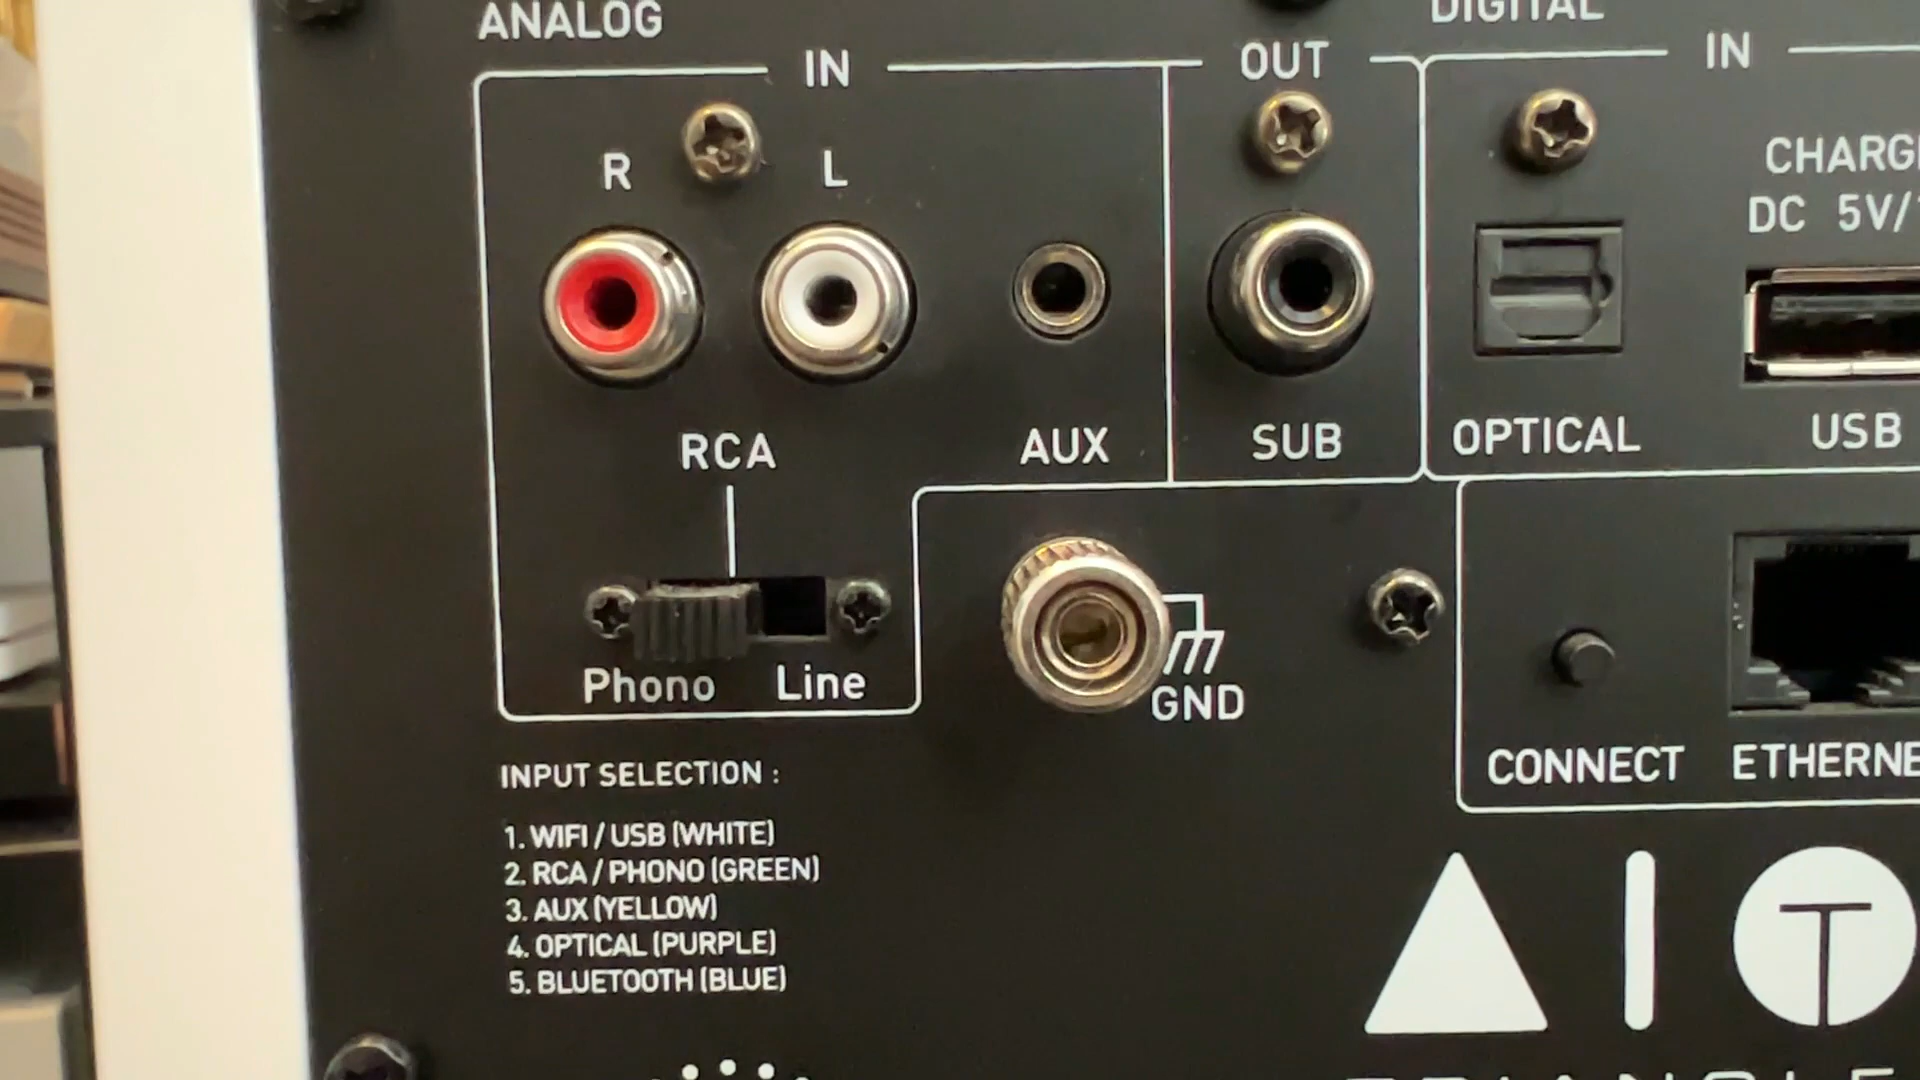 ANALOG
DIGITAL
IN
OUT
IN
R
L
CHARG
DC 5V/
RCA
AUX
SUB
OPTICAL
USB
Phono
Line
GND
CONNECT
ETHERNE
INPUT SELECTION :
1. WIFI / USB (WHITE)
2. RCA / PHONO (GREEN)
3. AUX (YELLOW)
4. OPTICAL (PURPLE)
5. BLUETOOTH (BLUE)
T